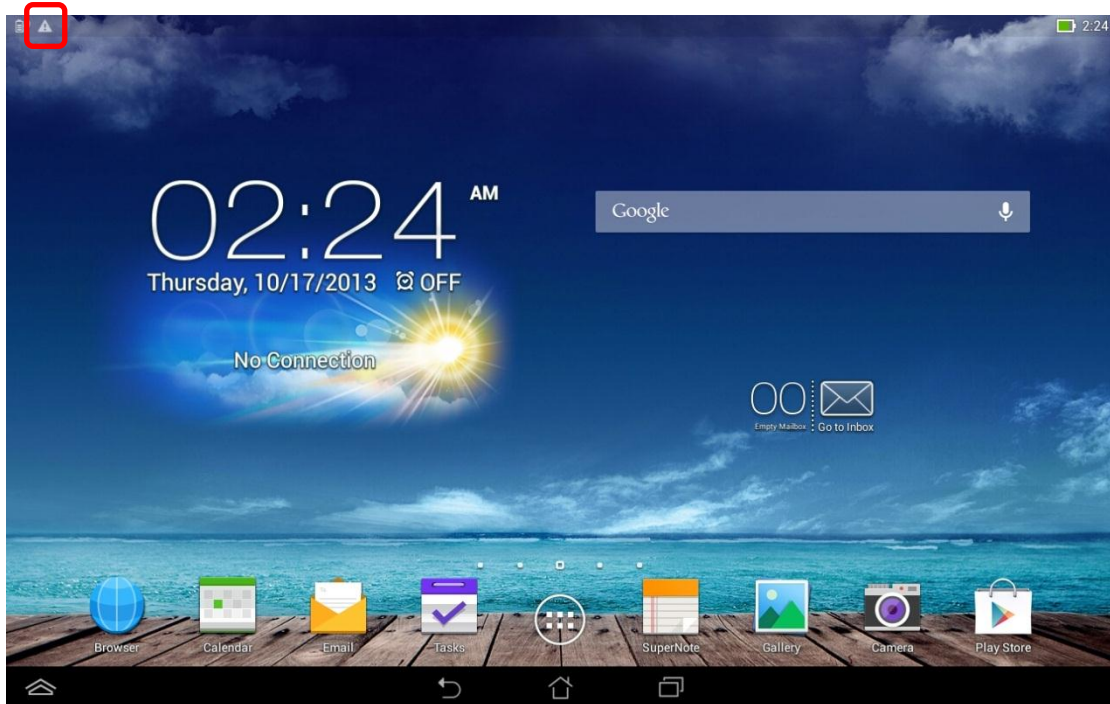 2:24
02:24 AM
Google
Thursday, 10/17/2013 OFF
No Connection
00
Empty Mailbox Go to Inbox
Browser Calendar Email Tasks SuperNote Gallery Camera Play Store